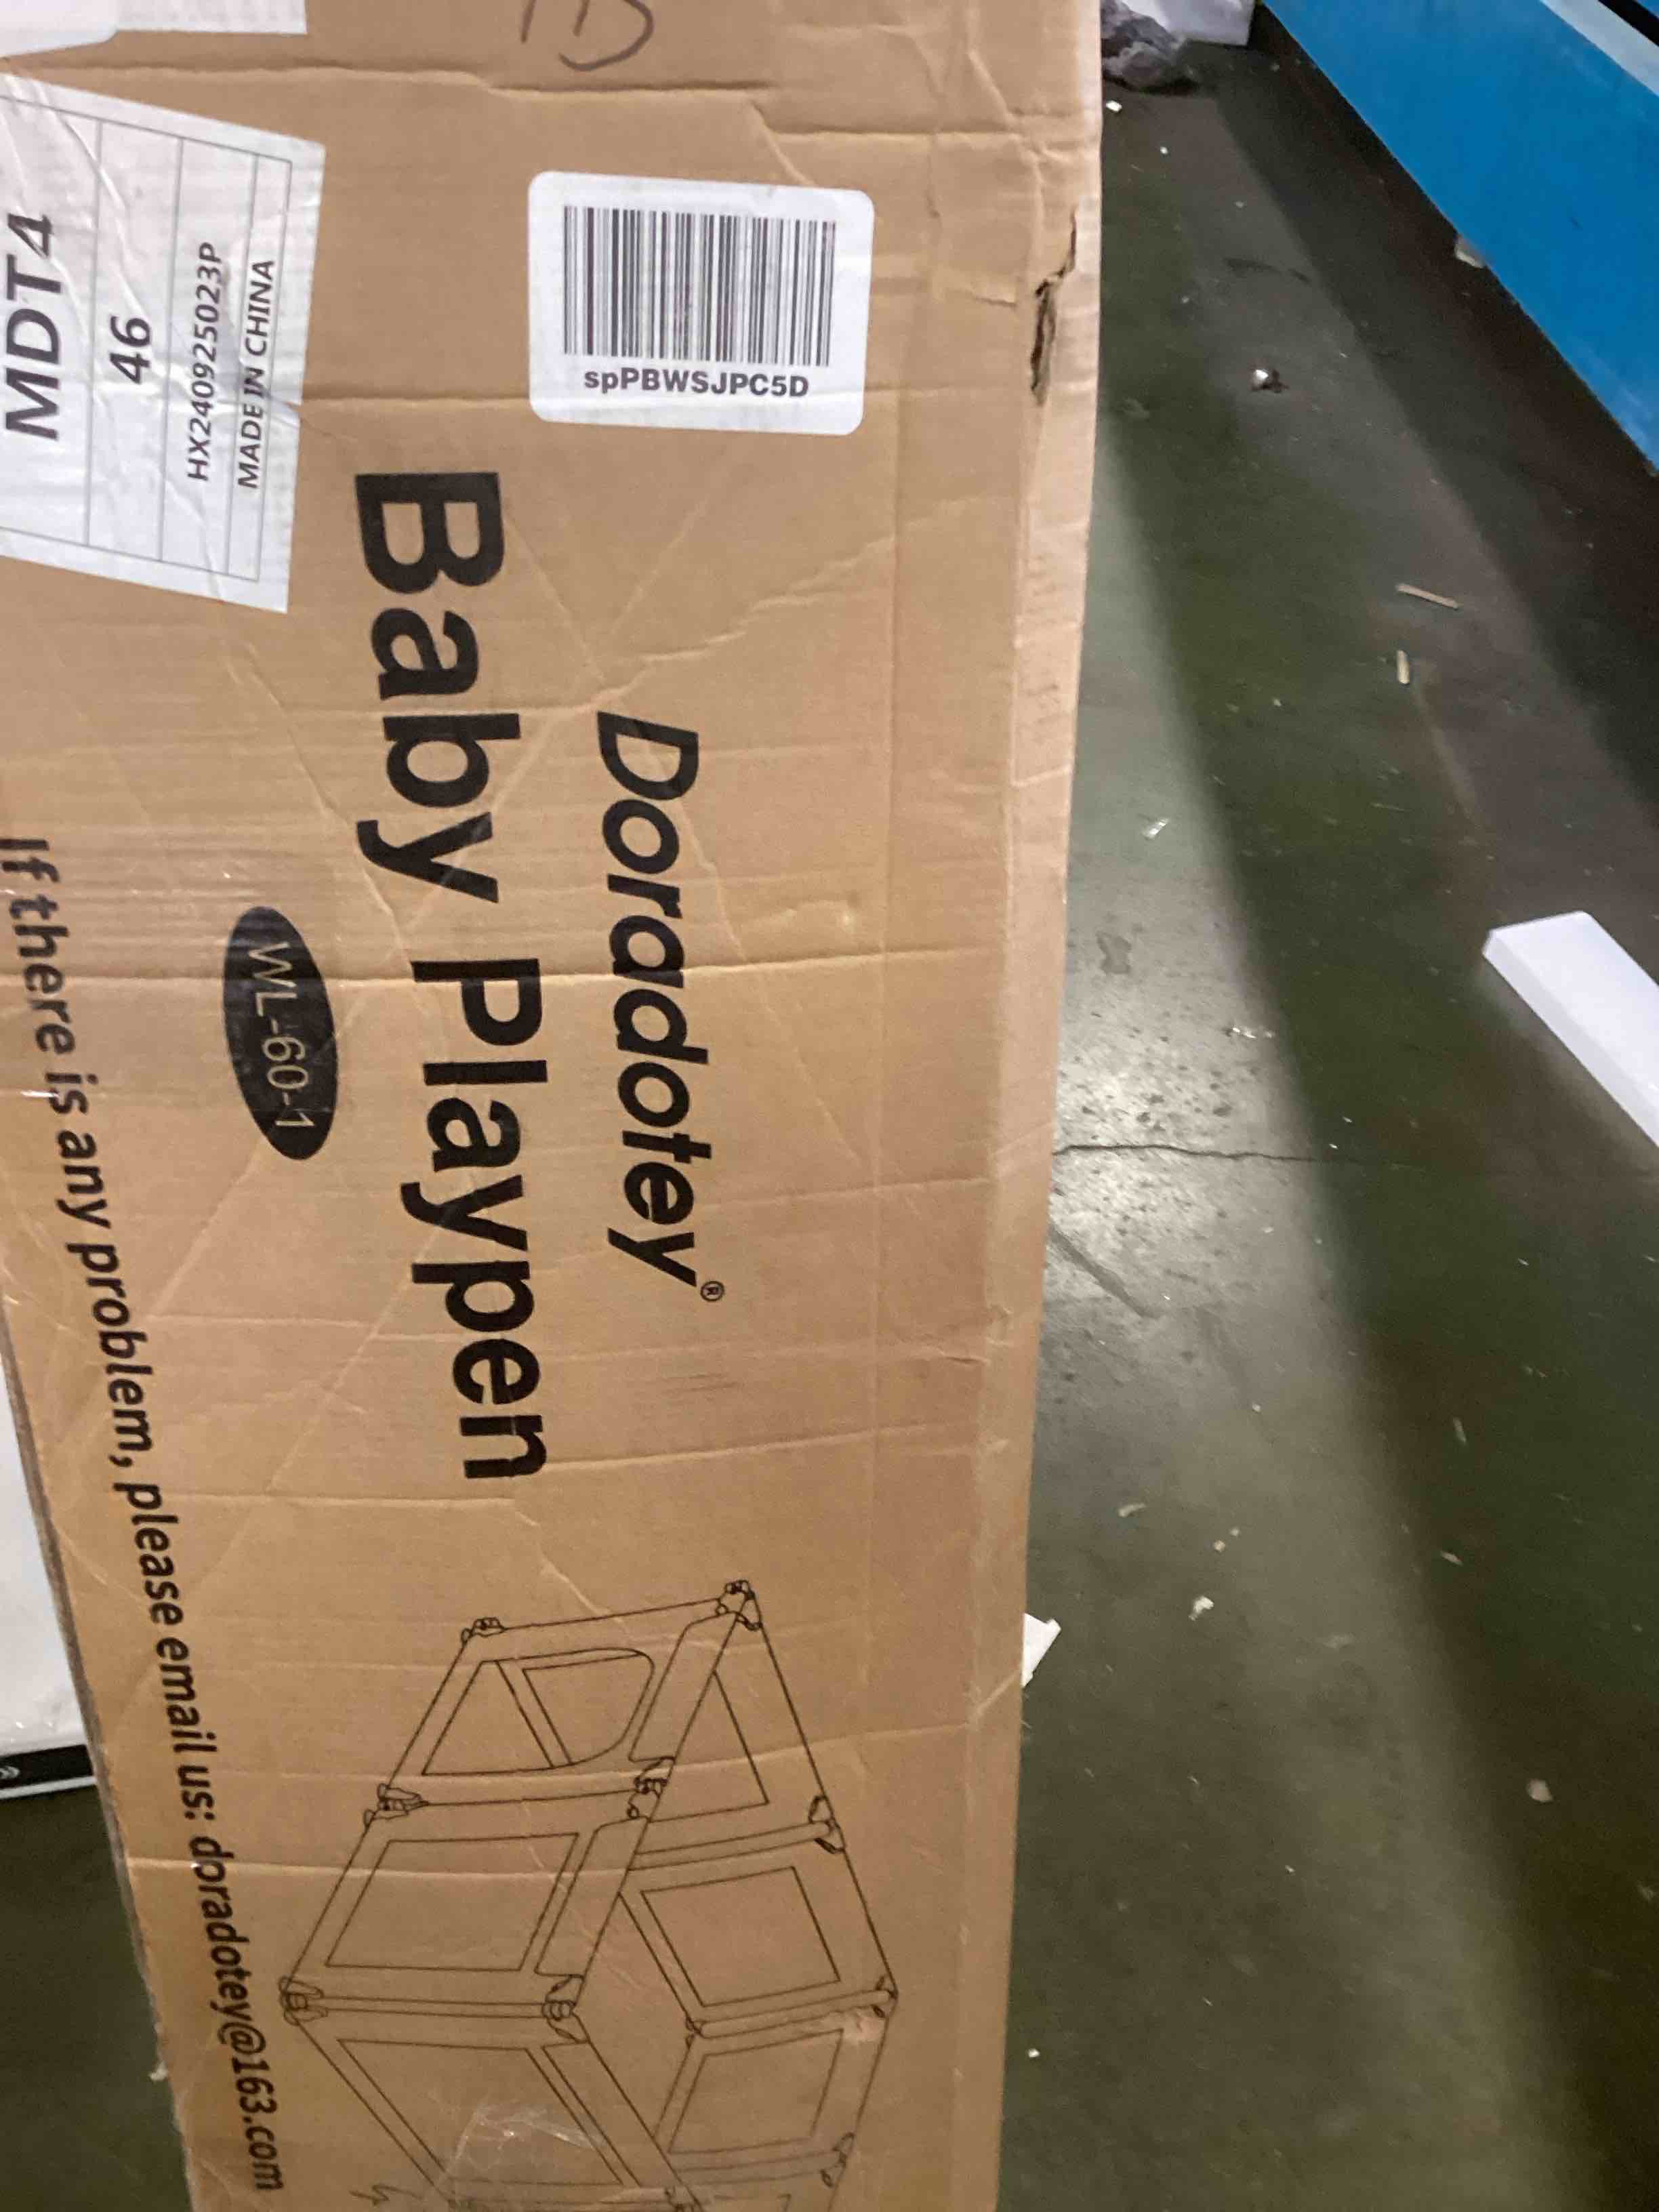 Doradotey®
Baby Playpen
WL-60-1
If there is any problem, please email us: doradotey@163.com
spPBWSJPC5D
MDT4
46
HX240925023P
MADE IN CHINA